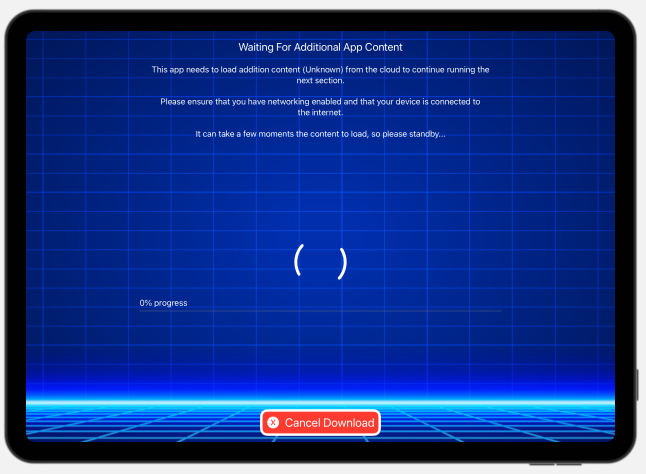 Waiting For Additional App Content
This app needs to load addition content (Unknown) from the cloud to continue running the
next section.
Please ensure that you have networking enabled and that your device is connected to
the internet.
It can take a few moments the content to load, so please standby...
0% progress
X Cancel Download